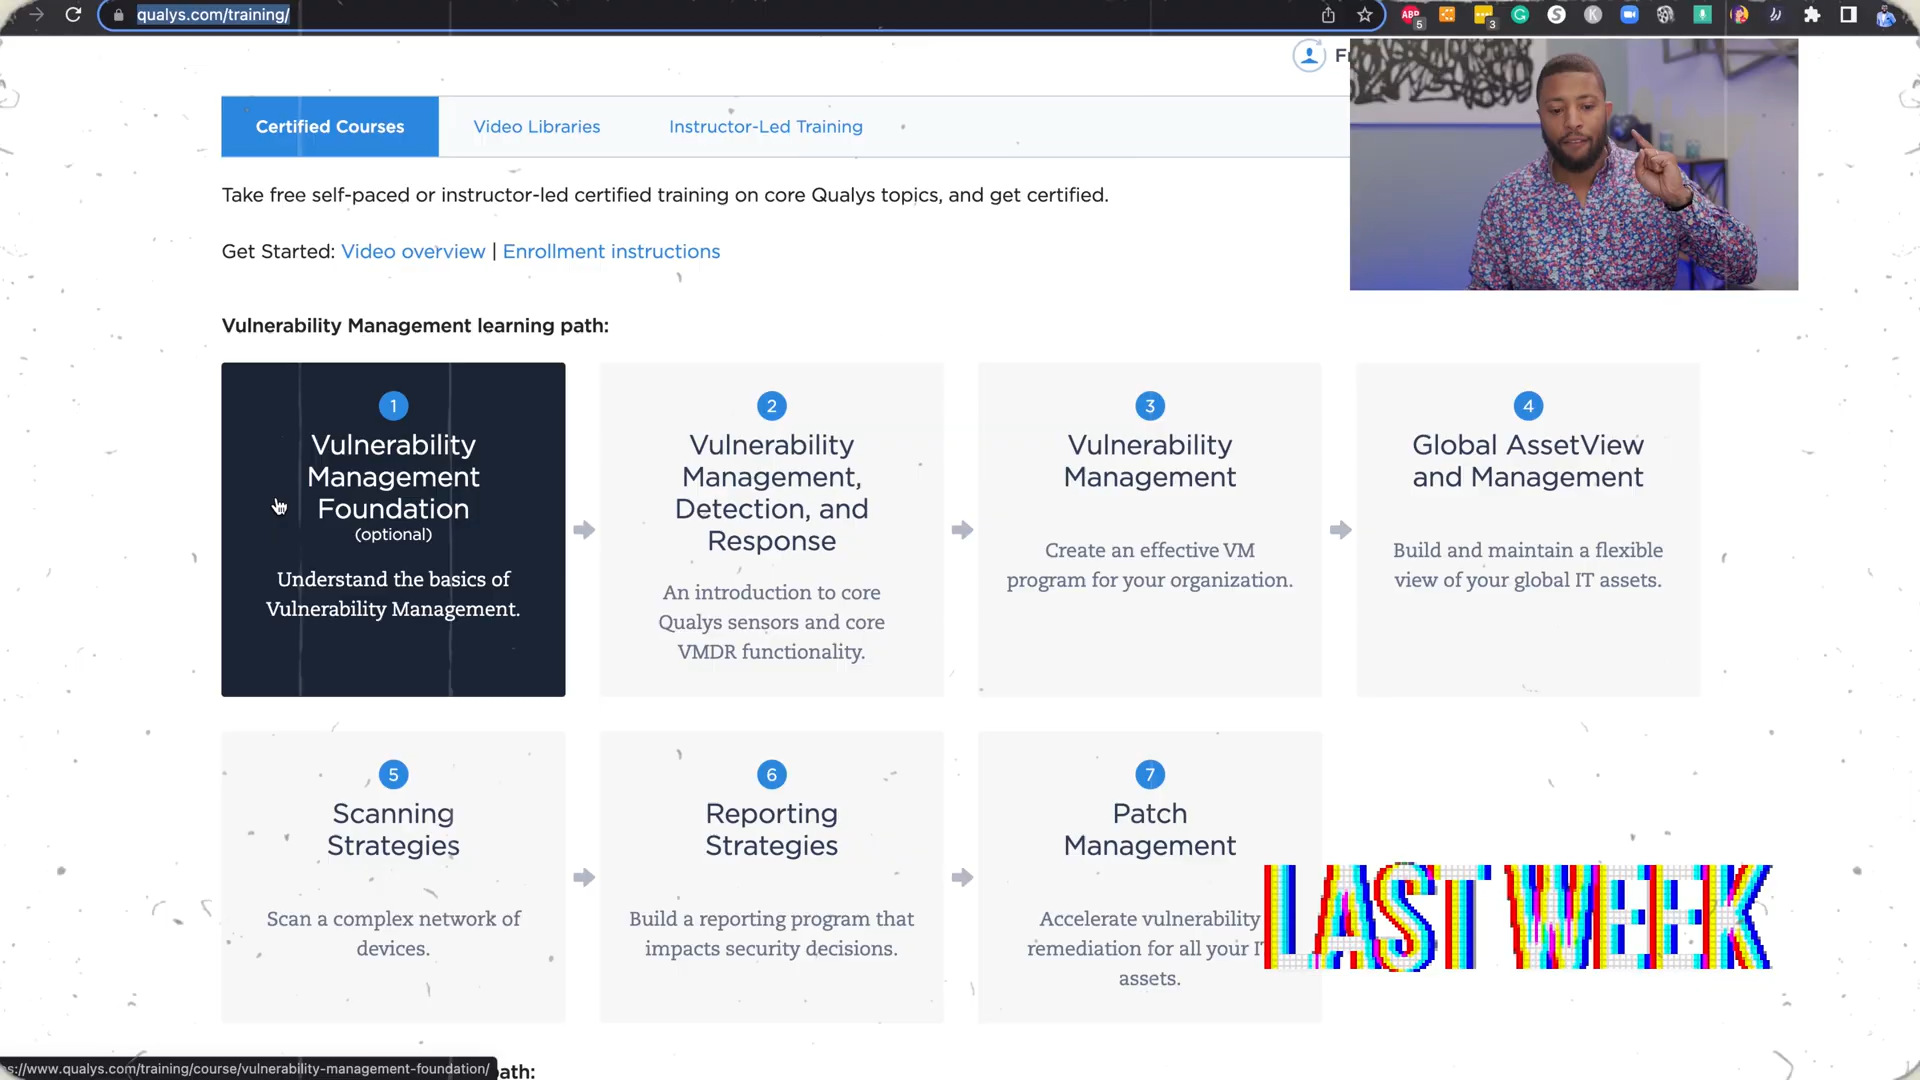 qualys.com/training/
5
3
Certified Courses
Video Libraries
Instructor-Led Training
Take free self-paced or instructor-led certified training on core Qualys topics, and get certified.
Get Started: Video overview | Enrollment instructions
Vulnerability Management learning path:
1
Vulnerability
Management
Foundation
(optional)
Understand the basics of
Vulnerability Management.
2
Vulnerability
Management,
Detection, and
Response
An introduction to core
Qualys sensors and core
VMDR functionality.
3
Vulnerability
Management
Create an effective VM
program for your organization.
4
Global AssetView
and Management
Build and maintain a flexible
view of your global IT assets.
5
Scanning
Strategies
Scan a complex network of
devices.
6
Reporting
Strategies
Build a reporting program that
impacts security decisions.
7
Patch
Management
Accelerate vulnerability
remediation for all your IT
assets.
LAST WEEK
s://www.qualys.com/training/course/vulnerability-management-foundation/
ath: